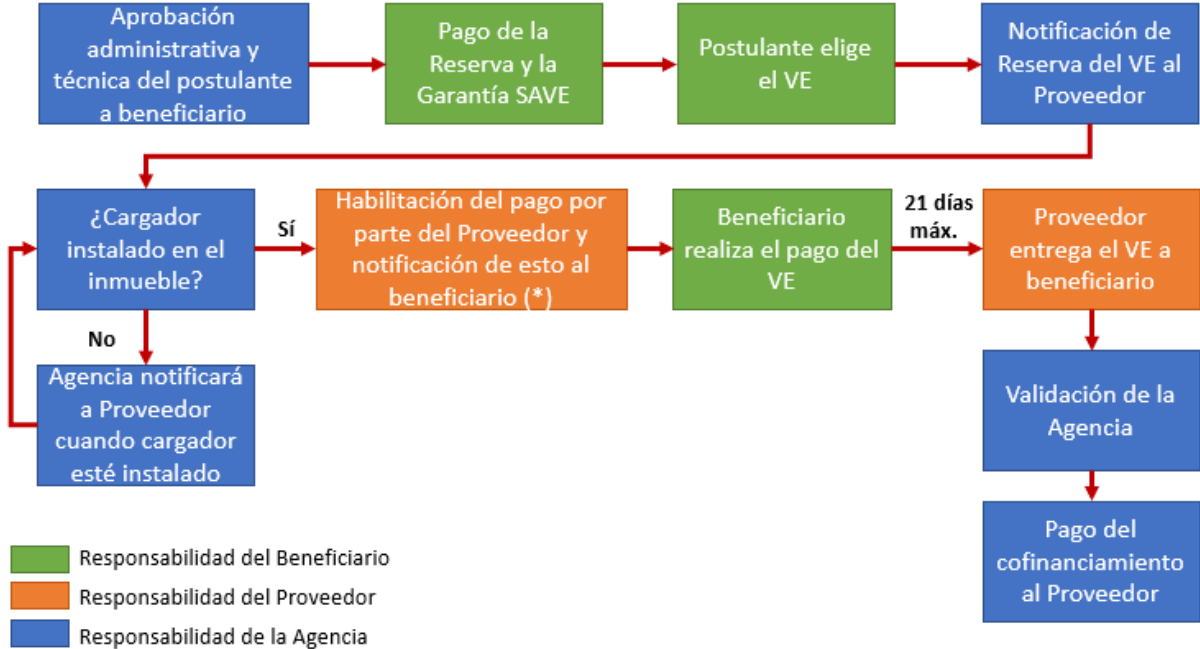 Aprobación
administrativa y
técnica del postulante
a beneficiario
Pago de la
Reserva y la
Garantía SAVE
Postulante elige
el VE
Notificación de
Reserva del VE al
Proveedor
¿Cargador
instalado en el
inmueble?
Sí
Habilitación del pago por
parte del Proveedor y
notificación de esto al
beneficiario (*)
Beneficiario
realiza el pago del
VE
21 días
máx.
Proveedor
entrega el VE a
beneficiario
No
Agencia notificará
a Proveedor
cuando cargador
esté instalado
Validación de la
Agencia
Pago del
cofinanciamiento
al Proveedor
Responsabilidad del Beneficiario
Responsabilidad del Proveedor
Responsabilidad de la Agencia